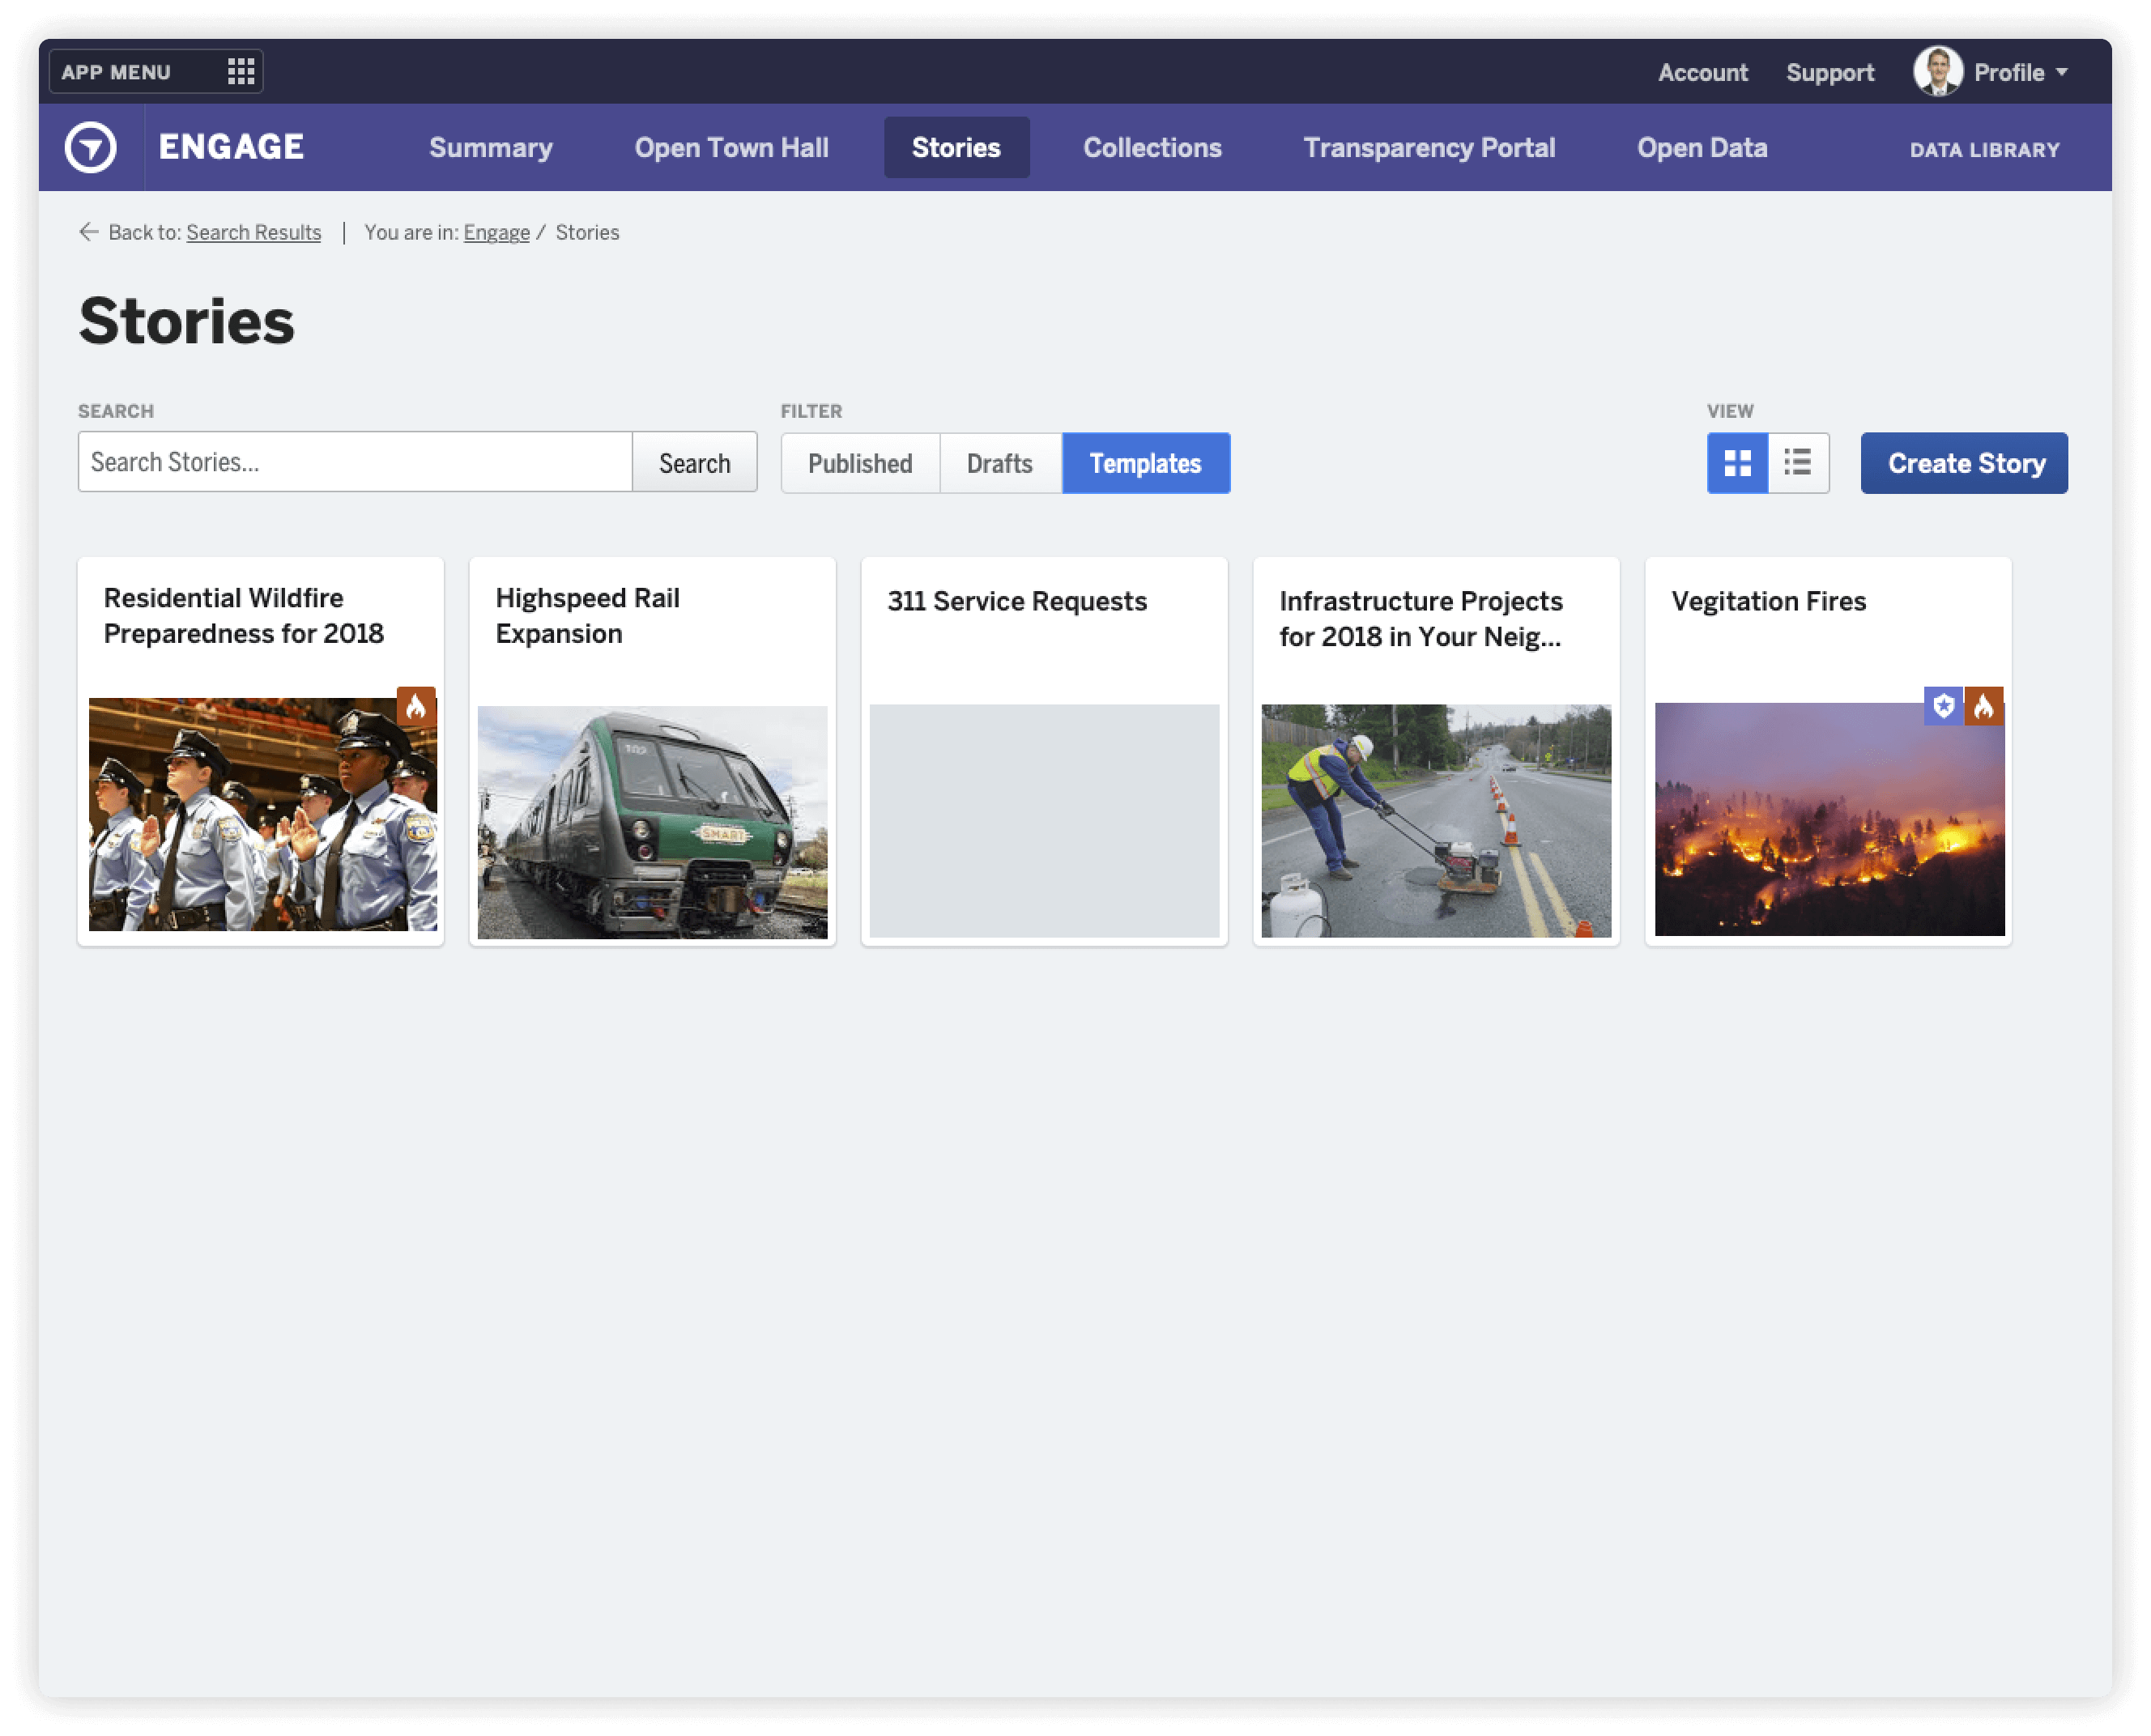 APP MENU
Account
Support
Profile
ENGAGE
Summary
Open Town Hall
Stories
Collections
Transparency Portal
Open Data
DATA LIBRARY
Back to: Search Results | You are in: Engage / Stories
Stories
SEARCH
FILTER
VIEW
Search Stories...
Search
Published
Drafts
Templates
Create Story
Residential Wildfire
Preparedness for 2018
Highspeed Rail
Expansion
311 Service Requests
Infrastructure Projects
for 2018 in Your Neig...
Vegitation Fires
102
SMART